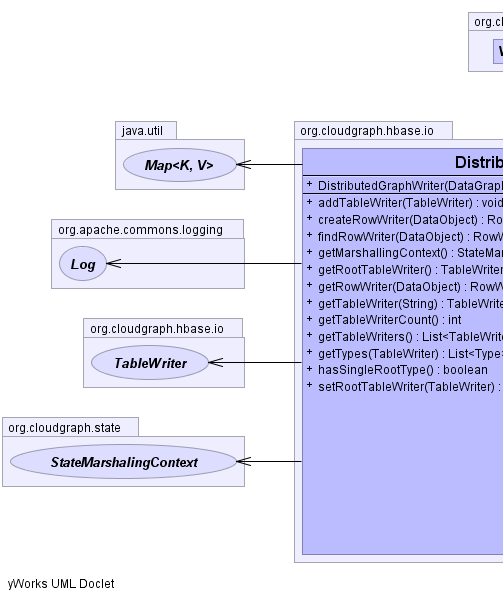 org.cl
java.util
Map<K, V>
org.apache.commons.logging
Log
org.cloudgraph.hbase.io
TableWriter
org.cloudgraph.state
StateMarshalingContext
org.cloudgraph.hbase.io
Distrib
+ DistributedGraphWriter(DataGraph
+ addTableWriter(TableWriter) : void
+ createRowWriter(DataObject) : Ro
+ findRowWriter(DataObject) : RowW
+ getMarshallingContext() : StateMar
+ getRootTableWriter() : TableWriter
+ getRowWriter(DataObject) : RowW
+ getTableWriter(String) : TableWrite
+ getTableWriterCount() : int
+ getTableWriters() : List<TableWrite
+ getTypes(TableWriter) : List<Type>
+ hasSingleRootType() : boolean
+ setRootTableWriter(TableWriter) :
yWorks UML Doclet